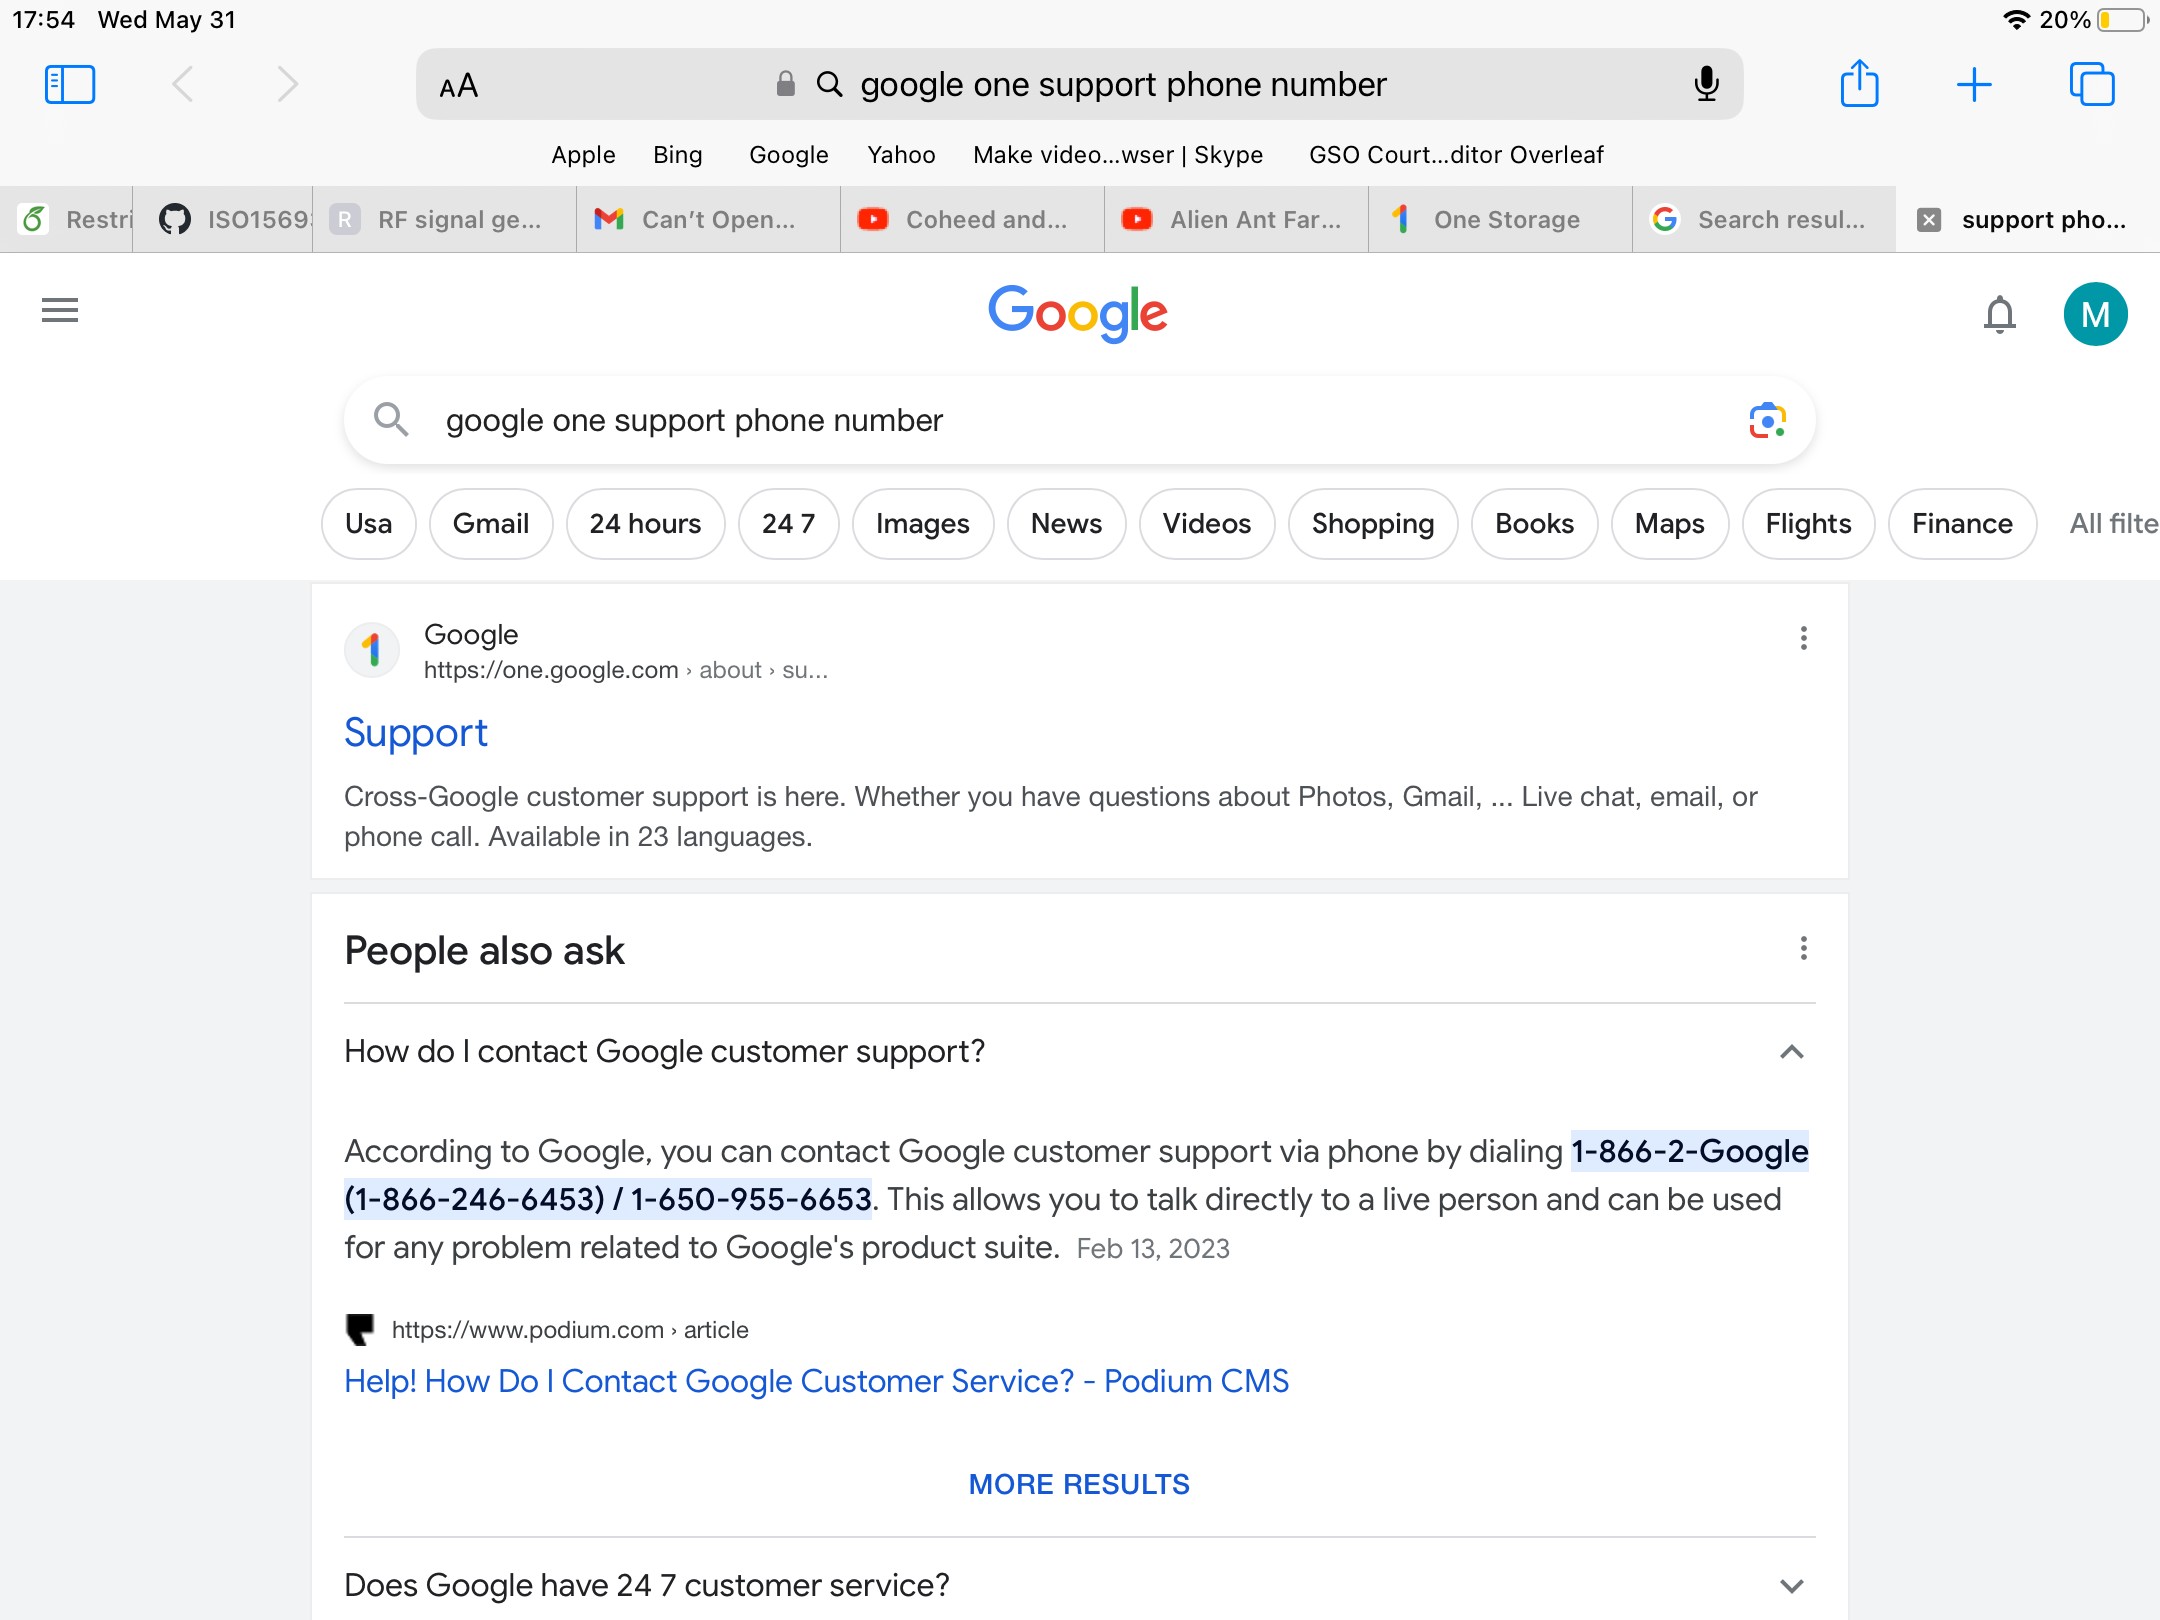 17:54 Wed May 31 20%
AA google one support phone number
Apple Bing Google Yahoo Make video...wser | Skype GSO Court...ditor Overleaf
Restri ISO1569 R RF signal ge... Can't Open... Coheed and... Alien Ant Far... One Storage Search resul... support pho...
Google M
google one support phone number
Usa Gmail 24 hours 24 7 Images News Videos Shopping Books Maps Flights Finance All filte
Google
https://one.google.com › about › su...
Support
Cross-Google customer support is here. Whether you have questions about Photos, Gmail, ... Live chat, email, or
phone call. Available in 23 languages.
People also ask
How do I contact Google customer support?
According to Google, you can contact Google customer support via phone by dialing 1-866-2-Google
(1-866-246-6453) / 1-650-955-6653. This allows you to talk directly to a live person and can be used
for any problem related to Google's product suite. Feb 13, 2023
https://www.podium.com › article
Help! How Do I Contact Google Customer Service? - Podium CMS
MORE RESULTS
Does Google have 24 7 customer service?